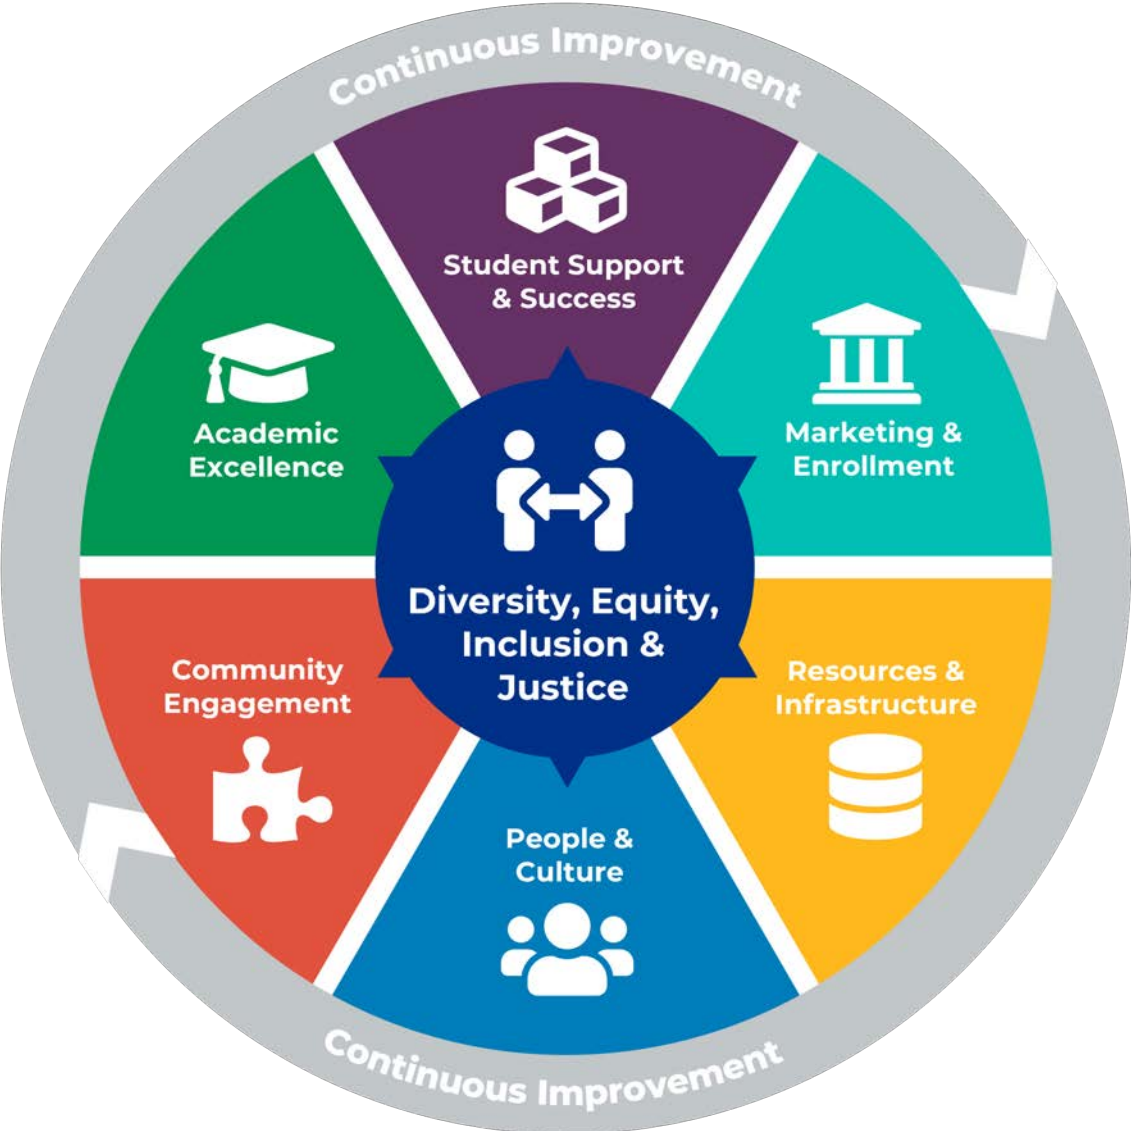 Continuous Improvement
Student Support
& Success
Academic
Excellence
Marketing &
Enrollment
Diversity, Equity,
Inclusion &
Justice
Community
Engagement
Resources &
Infrastructure
People &
Culture
Continuous Improvement